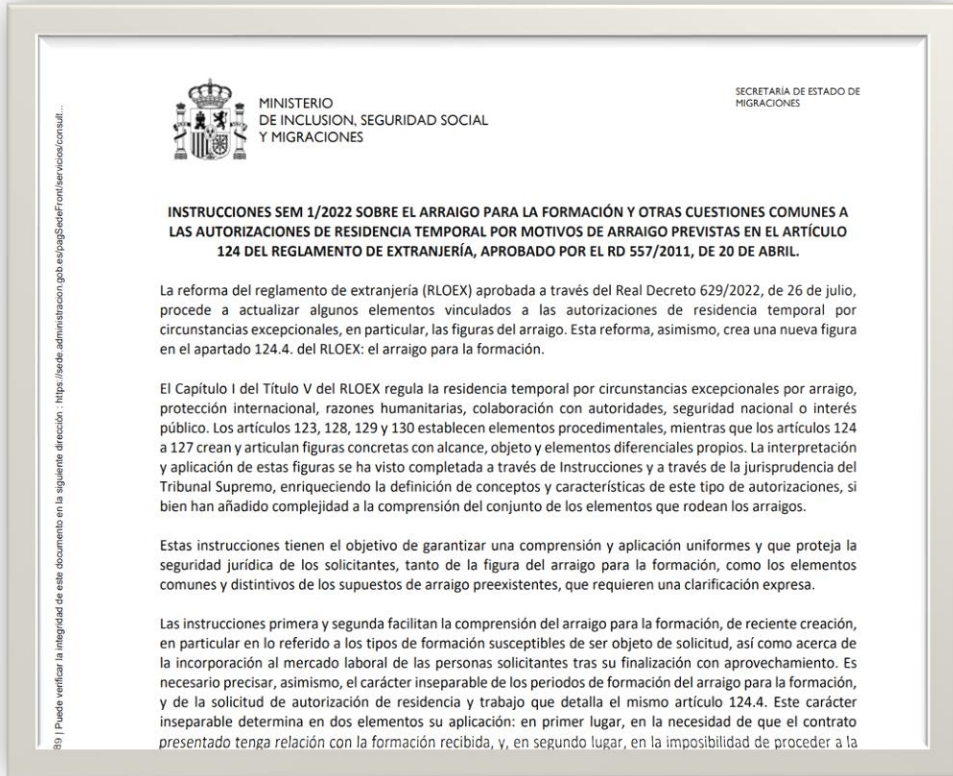 MINISTERIO
DE INCLUSION, SEGURIDAD SOCIAL
Y MIGRACIONES
SECRETARÍA DE ESTADO DE
MIGRACIONES
INSTRUCCIONES SEM 1/2022 SOBRE EL ARRAIGO PARA LA FORMACIÓN Y OTRAS CUESTIONES COMUNES A
LAS AUTORIZACIONES DE RESIDENCIA TEMPORAL POR MOTIVOS DE ARRAIGO PREVISTAS EN EL ARTÍCULO
124 DEL REGLAMENTO DE EXTRANJERÍA, APROBADO POR EL RD 557/2011, DE 20 DE ABRIL.
La reforma del reglamento de extranjería (RLOEX) aprobada a través del Real Decreto 629/2022, de 26 de julio,
procede a actualizar algunos elementos vinculados a las autorizaciones de residencia temporal por
circunstancias excepcionales, en particular, las figuras del arraigo. Esta reforma, asimismo, crea una nueva figura
en el apartado 124.4. del RLOEX: el arraigo para la formación.
El Capítulo I del Título V del RLOEX regula la residencia temporal por circunstancias excepcionales por arraigo,
protección internacional, razones humanitarias, colaboración con autoridades, seguridad nacional o interés
público. Los artículos 123, 128, 129 y 130 establecen elementos procedimentales, mientras que los artículos 124
a 127 crean y articulan figuras concretas con alcance, objeto y elementos diferenciales propios. La interpretación
y aplicación de estas figuras se ha visto completada a través de Instrucciones y a través de la jurisprudencia del
Tribunal Supremo, enriqueciendo la definición de conceptos y características de este tipo de autorizaciones, si
bien han añadido complejidad a la comprensión del conjunto de los elementos que rodean los arraigos.
Estas instrucciones tienen el objetivo de garantizar una comprensión y aplicación uniformes y que proteja la
seguridad jurídica de los solicitantes, tanto de la figura del arraigo para la formación, como los elementos
comunes y distintivos de los supuestos de arraigo preexistentes, que requieren una clarificación expresa.
Las instrucciones primera y segunda facilitan la comprensión del arraigo para la formación, de reciente creación,
en particular en lo referido a los tipos de formación susceptibles de ser objeto de solicitud, así como acerca de
la incorporación al mercado laboral de las personas solicitantes tras su finalización con aprovechamiento. Es
necesario precisar, asimismo, el carácter inseparable de los periodos de formación del arraigo para la formación,
y de la solicitud de autorización de residencia y trabajo que detalla el mismo artículo 124.4. Este carácter
inseparable determina en dos elementos su aplicación: en primer lugar, en la necesidad de que el contrato
presentado tenga relación con la formación recibida, y, en segundo lugar, en la imposibilidad de proceder a la
89 | Puede verificar la integridad de este documento en la siguiente dirección : https://sede.administracion.gob.es/pagSedeFront/servicios/consult...